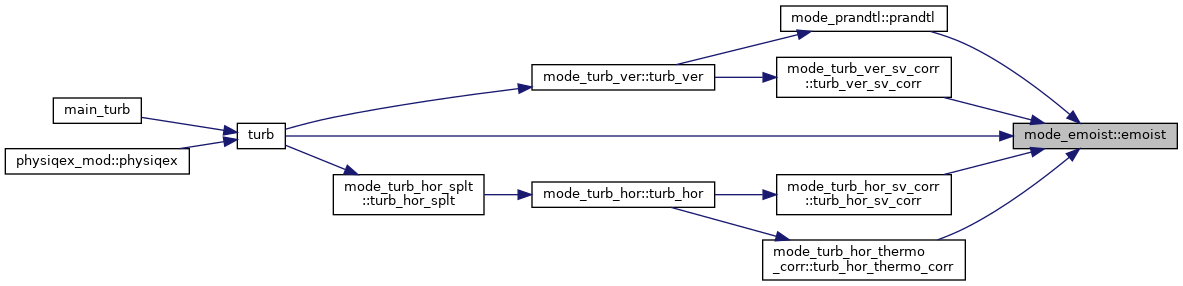 mode_prandtl::prandtl
mode_turb_ver_sv_corr
::turb_ver_sv_corr
mode_turb_ver::turb_ver
main_turb
turb
mode_emoist::emoist
physiqex_mod::physiqex
mode_turb_hor_splt
::turb_hor_splt
mode_turb_hor::turb_hor
mode_turb_hor_sv_corr
::turb_hor_sv_corr
mode_turb_hor_thermo
_corr::turb_hor_thermo_corr